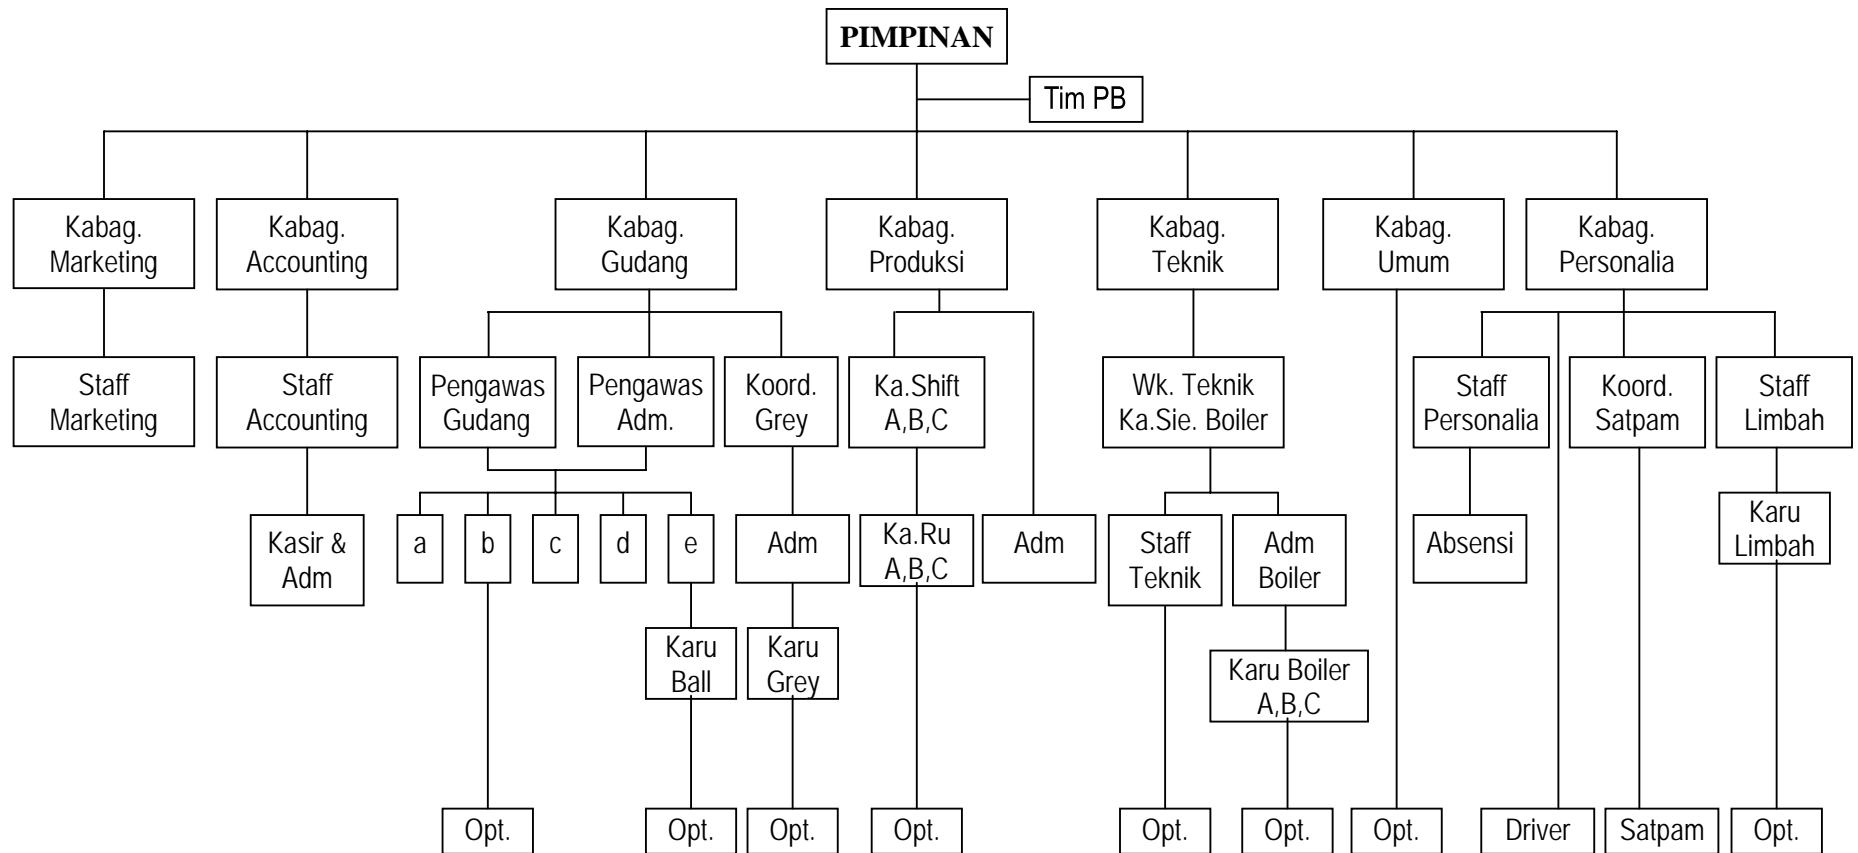 PIMPINAN
Tim PB
Kabag.
Marketing
Kabag.
Accounting
Kabag.
Gudang
Kabag.
Produksi
Kabag.
Teknik
Kabag.
Umum
Kabag.
Personalia
Staff
Marketing
Staff
Accounting
Pengawas
Gudang
Pengawas
Adm.
Koord.
Grey
Ka.Shift
A,B,C
Wk. Teknik
Ka.Sie. Boiler
Staff
Personalia
Koord.
Satpam
Staff
Limbah
Kasir &
Adm
a
b
c
d
e
Adm
Ka.Ru
A,B,C
Adm
Staff
Teknik
Adm
Boiler
Absensi
Karu
Limbah
Karu
Ball
Karu
Grey
Karu Boiler
A,B,C
Opt.
Opt.
Opt.
Opt.
Opt.
Opt.
Opt.
Driver
Satpam
Opt.